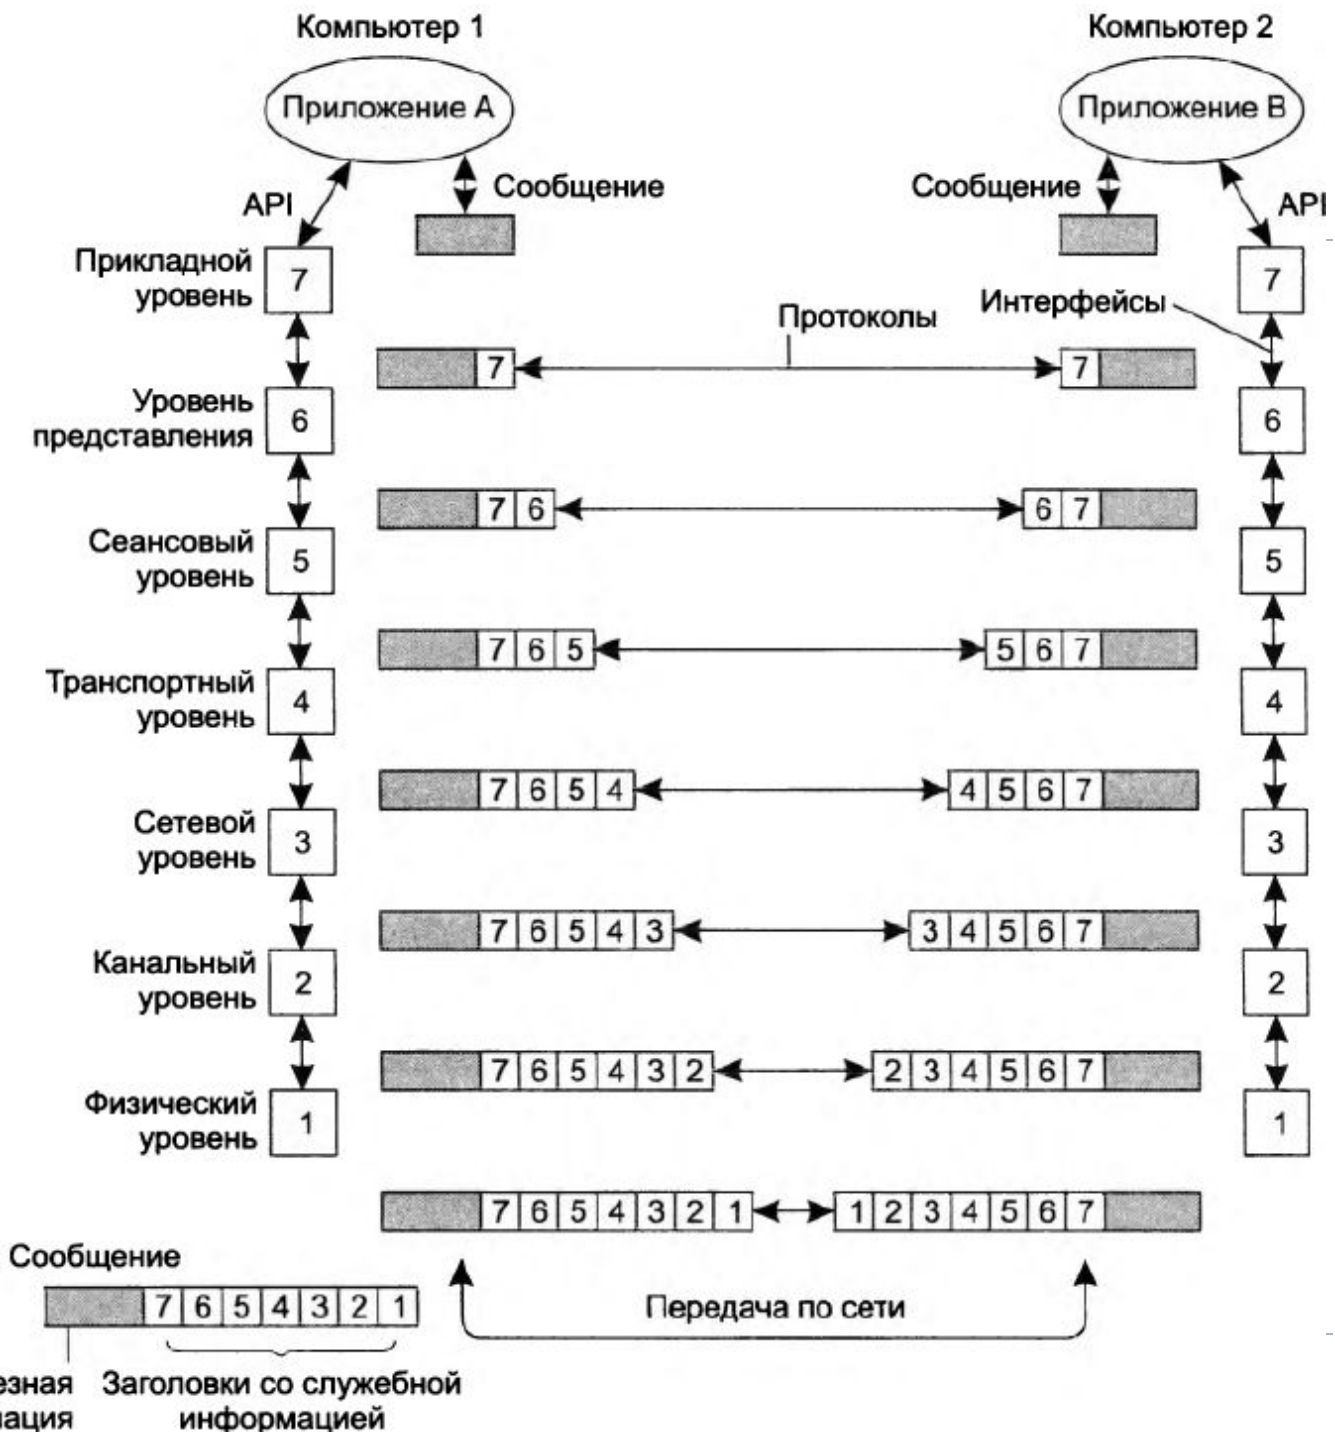 Компьютер 1
Компьютер 2
Приложение А
Приложение В
Сообщение
Сообщение
API
API
Прикладной
уровень
7
7
Интерфейсы
Протоколы
7
7
Уровень
представления
6
6
7 6
6 7
Сеансовый
уровень
5
5
7 6 5
5 6 7
Транспортный
уровень
4
4
7 6 5 4
4 5 6 7
Сетевой
уровень
3
3
7 6 5 4 3
3 4 5 6 7
Канальный
уровень
2
2
7 6 5 4 3 2
2 3 4 5 6 7
Физический
уровень
1
1
7 6 5 4 3 2 1
1 2 3 4 5 6 7
Сообщение
7 6 5 4 3 2 1
Передача по сети
Заголовки со служебной
информацией